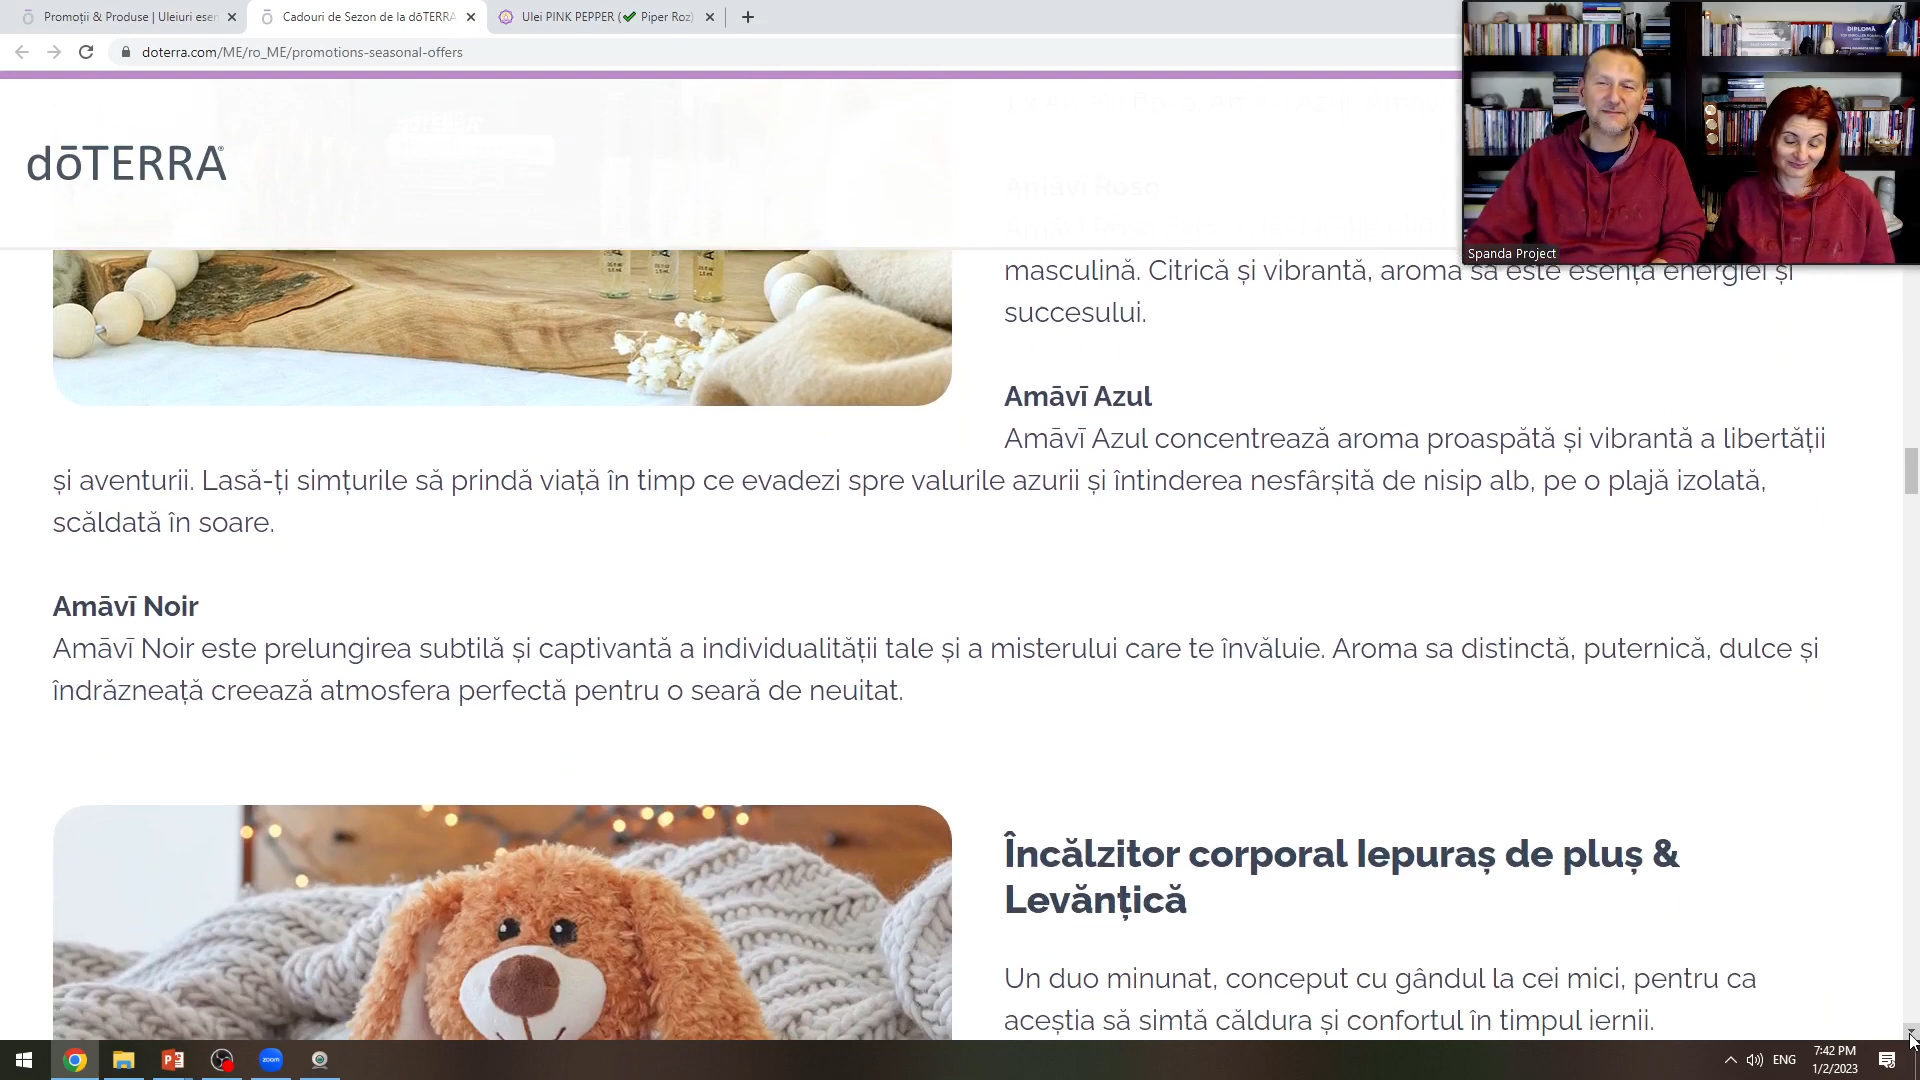 Promoții & Produse | Uleiuri esen
Cadouri de Sezon de la dōTERRA
Ulei PINK PEPPER (✔ Piper Roz)
doterra.com/ME/ro_ME/promotions-seasonal-offers
DIPLOMĂ
dōTERRA
Amāvī Roso
Spanda Project
masculină. Citrică și vibrantă, aroma sa este esența energiei și
succesului.
Amāvī Azul
Amāvī Azul concentrează aroma proaspătă și vibrantă a libertății
și aventurii. Lasă-ți simțurile să prindă viață în timp ce evadezi spre valurile azurii și întinderea nesfârșită de nisip alb, pe o plajă izolată,
scăldată în soare.
Amāvī Noir
Amāvī Noir este prelungirea subtilă și captivantă a individualității tale și a misterului care te învăluie. Aroma sa distinctă, puternică, dulce și
îndrăzneață creează atmosfera perfectă pentru o seară de neuitat.
Încălzitor corporal Iepuraș de pluș &
Levănțică
Un duo minunat, conceput cu gândul la cei mici, pentru ca
aceștia să simtă căldura și confortul în timpul iernii.
zoom
ENG
7:42 PM
1/2/2023